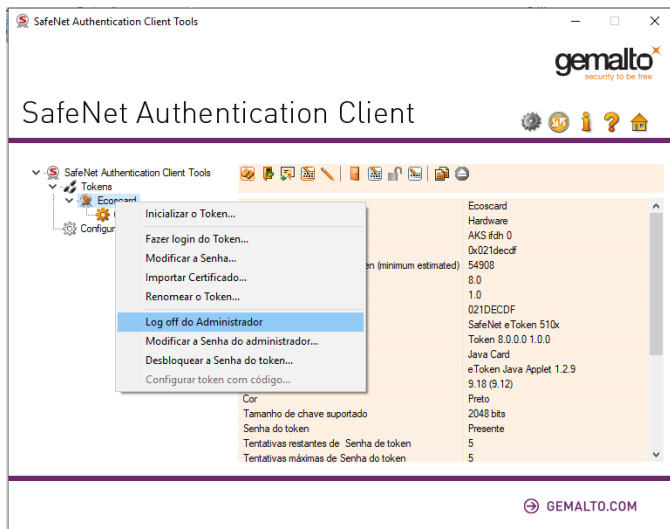 SafeNet Authentication Client Tools
gemalto
security to be free
SafeNet Authentication Client
SafeNet Authentication Client Tools
Tokens
Ecoscard
Configur
Inicializar o Token...
Fazer login do Token...
Modificar a Senha...
Importar Certificado...
Renomear o Token...
Log off do Administrador
Modificar a Senha do administrador...
Desbloquear a Senha do token...
Configurar token com código...
Ecoscard
Hardware
AKS ifdh 0
0x021decdf
en (minimum estimated) 54908
8.0
1.0
021DECDF
SafeNet eToken 510x
Token 8.0.0.0 1.0.0
Java Card
eToken Java Applet 1.2.9
9.18 (9.12)
Cor Preto
Tamanho de chave suportado 2048 bits
Senha do token Presente
Tentativas restantes de Senha de token 5
Tentativas máximas de Senha do token 5
GEMALTO.COM